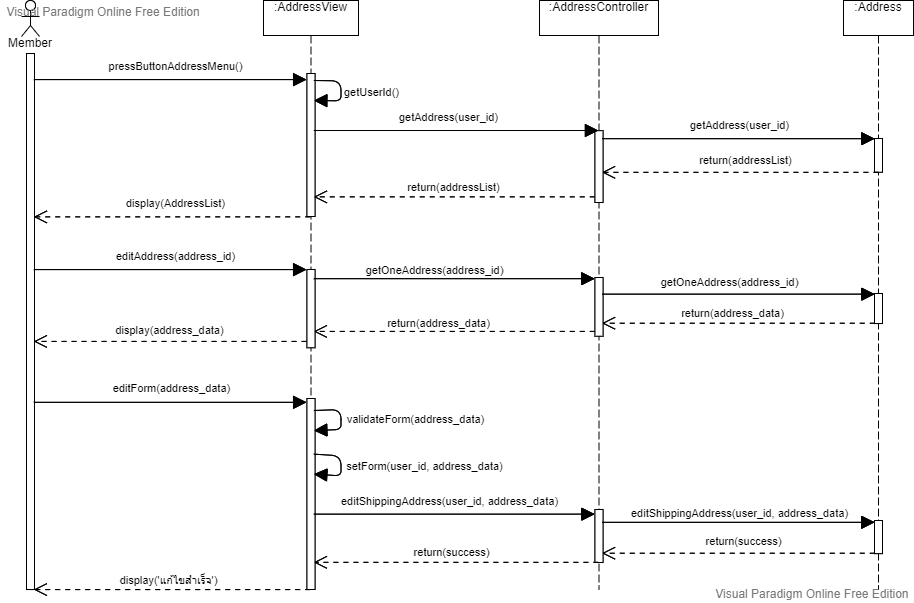 Visual Paradigm Online Free Edition
:AddressView
:AddressController
:Address
Member
pressButtonAddressMenu()
getUserId()
getAddress(user_id)
getAddress(user_id)
return(addressList)
return(addressList)
display(AddressList)
editAddress(address_id)
getOneAddress(address_id)
getOneAddress(address_id)
return(address_data)
return(address_data)
display(address_data)
editForm(address_data)
validateForm(address_data)
setForm(user_id, address_data)
editShippingAddress(user_id, address_data)
editShippingAddress(user_id, address_data)
return(success)
return(success)
display('แก้ไขสำเร็จ')
Visual Paradigm Online Free Edition